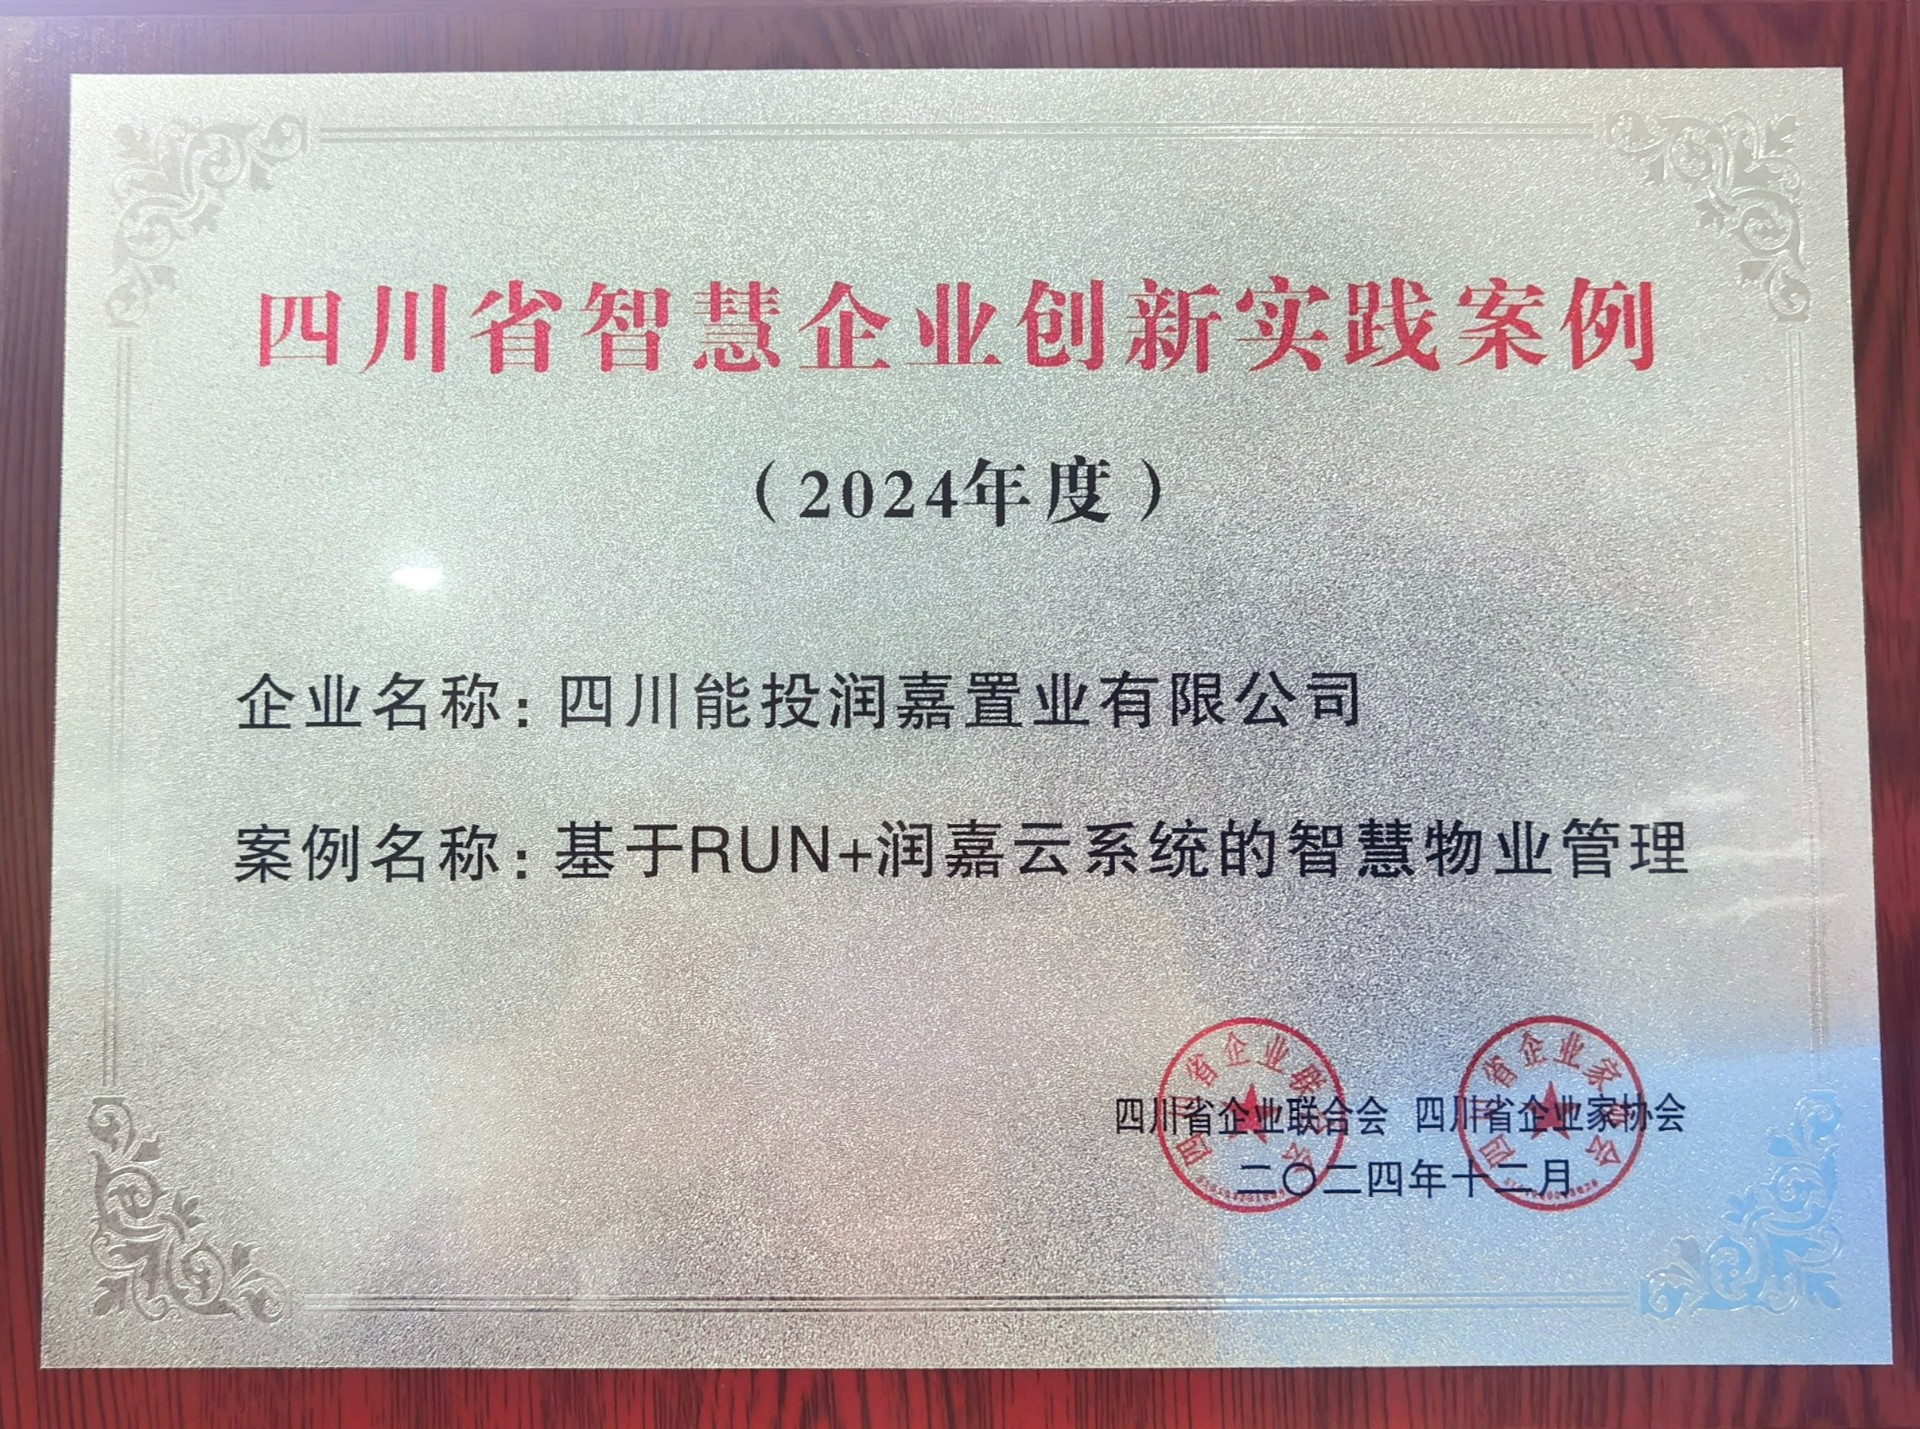 四川省智慧企业创新实践案例
（2024年度）
企业名称：四川能投润嘉置业有限公司
案例名称：基于RUN+润嘉云系统的智慧物业管理
四川省企业联合会 四川省企业家协会
二〇二四年十二月